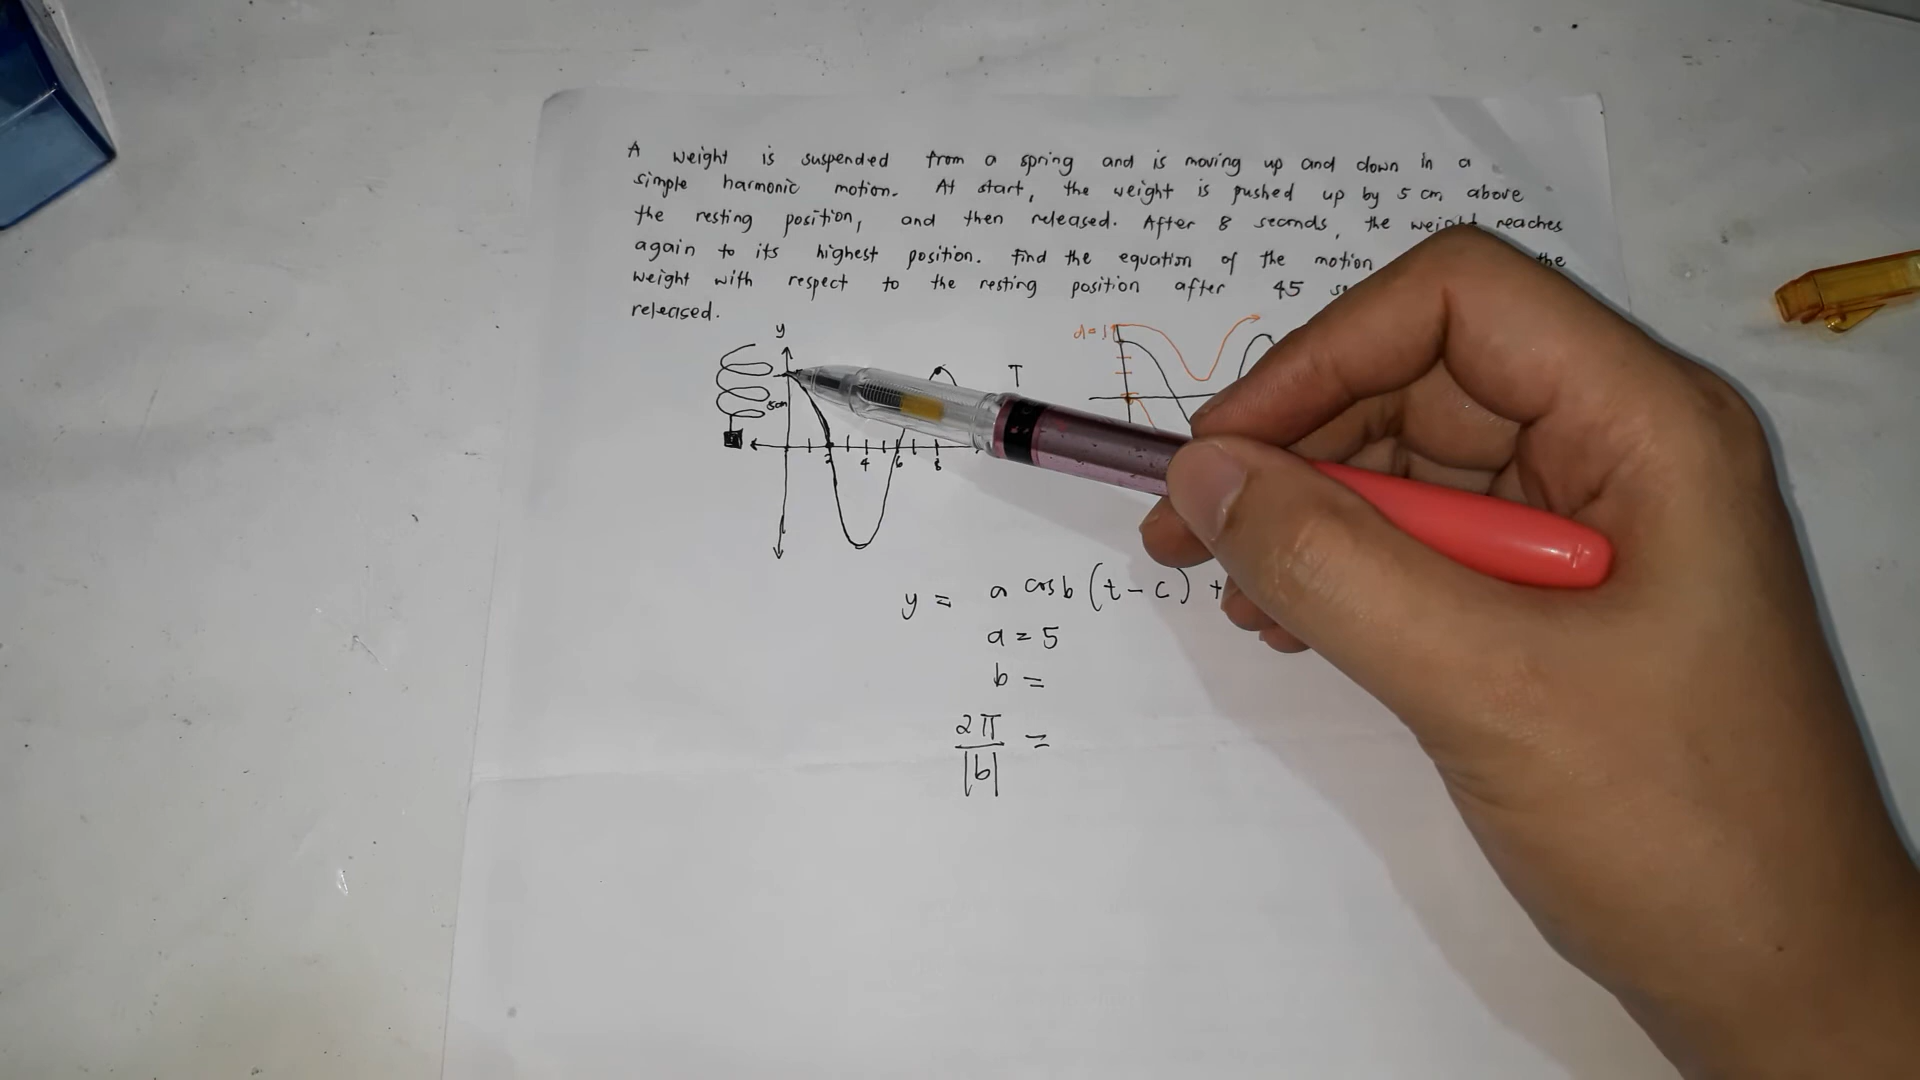 A weight is suspended from a spring and is moving up and down in a
simple harmonic motion. At start, the weight is pushed up by 5 cm above
the resting position, and then released. After 8 seconds, the weight reaches
again to its highest position. Find the equation of the motion the
weight with respect to the resting position after 45
released.
y
d=
T
5cm
2 4 6 8
y = a cos b (t - c) +
a = 5
b =
2π
|b| =